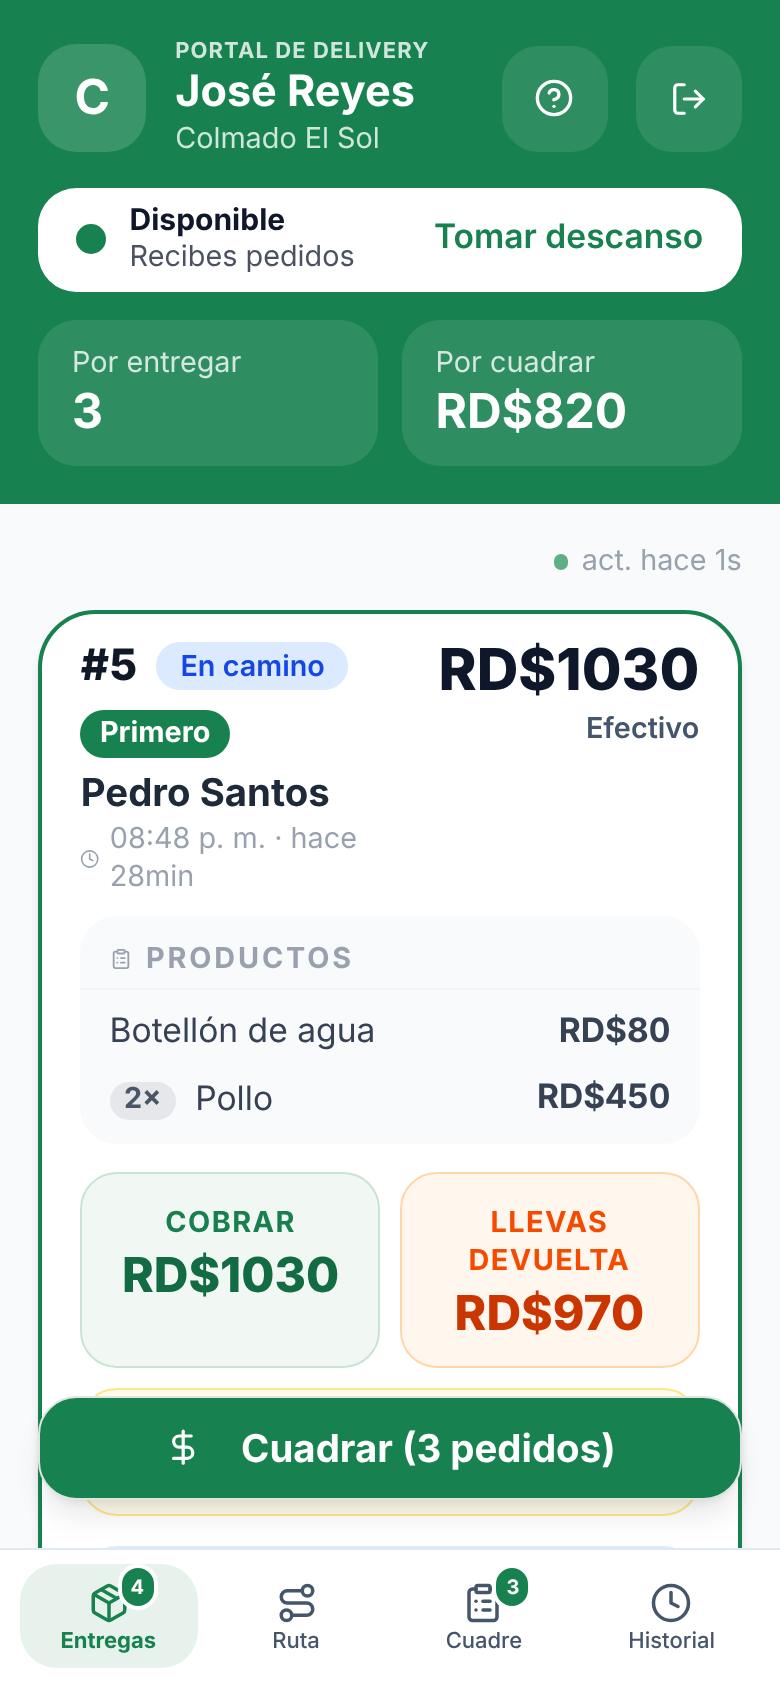 C
PORTAL DE DELIVERY
José Reyes
Colmado El Sol
Disponible
Recibes pedidos
Tomar descanso
Por entregar
3
Por cuadrar
RD$820
act. hace 1s
#5
En camino
RD$1030
Primero
Efectivo
Pedro Santos
08:48 p. m. · hace
28min
PRODUCTOS
Botellón de agua
RD$80
2×
Pollo
RD$450
COBRAR
RD$1030
LLEVAS
DEVUELTA
RD$970
$ Cuadrar (3 pedidos)
4
Entregas
Ruta
3
Cuadre
Historial